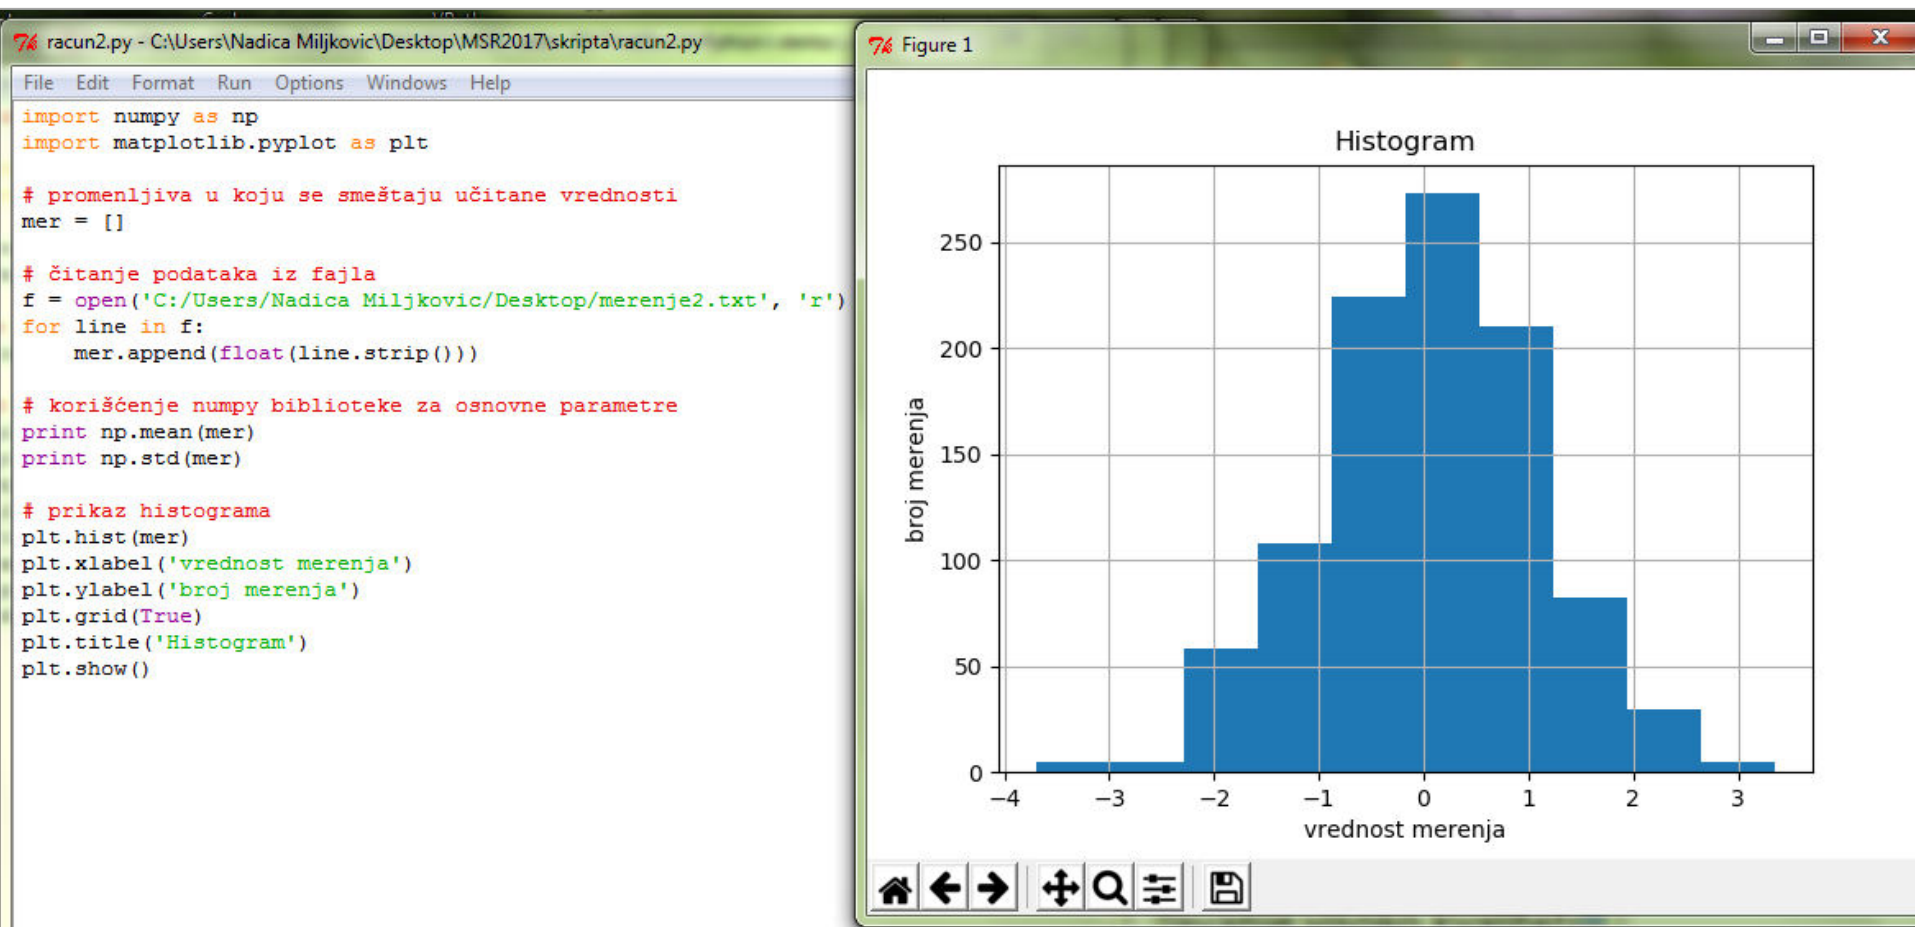 racun2.py - C:\Users\Nadica Miljkovic\Desktop\MSR2017\skripta\racun2.py
File Edit Format Run Options Windows Help
import numpy as np
import matplotlib.pyplot as plt
# promenljiva u koju se smeštaju učitane vrednosti
mer = []
# čitanje podataka iz fajla
f = open('C:/Users/Nadica Miljkovic/Desktop/merenje2.txt', 'r')
for line in f:
    mer.append(float(line.strip()))
# korišćenje numpy biblioteke za osnovne parametre
print np.mean(mer)
print np.std(mer)
# prikaz histograma
plt.hist(mer)
plt.xlabel('vrednost merenja')
plt.ylabel('broj merenja')
plt.grid(True)
plt.title('Histogram')
plt.show()
Figure 1
Histogram
broj merenja
250
200
150
100
50
0
−4 −3 −2 −1 0 1 2 3
vrednost merenja